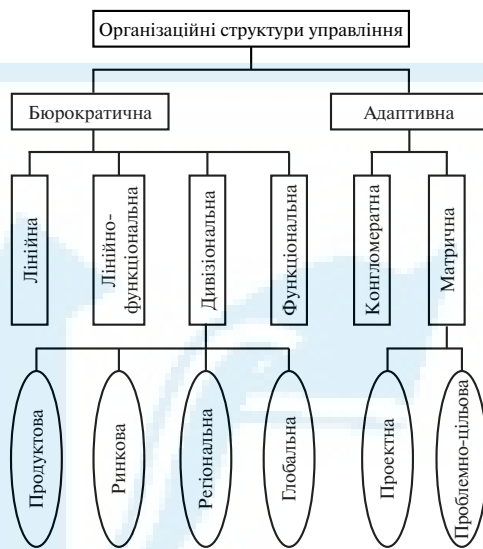 Організаційні структури управління
Бюрократична
Адаптивна
Лінійна
Лінійно-
функціональна
Дивізіональна
Функціональна
Конгломератна
Матрична
Продуктова
Ринкова
Регіональна
Глобальна
Проектна
Проблемно-цільова